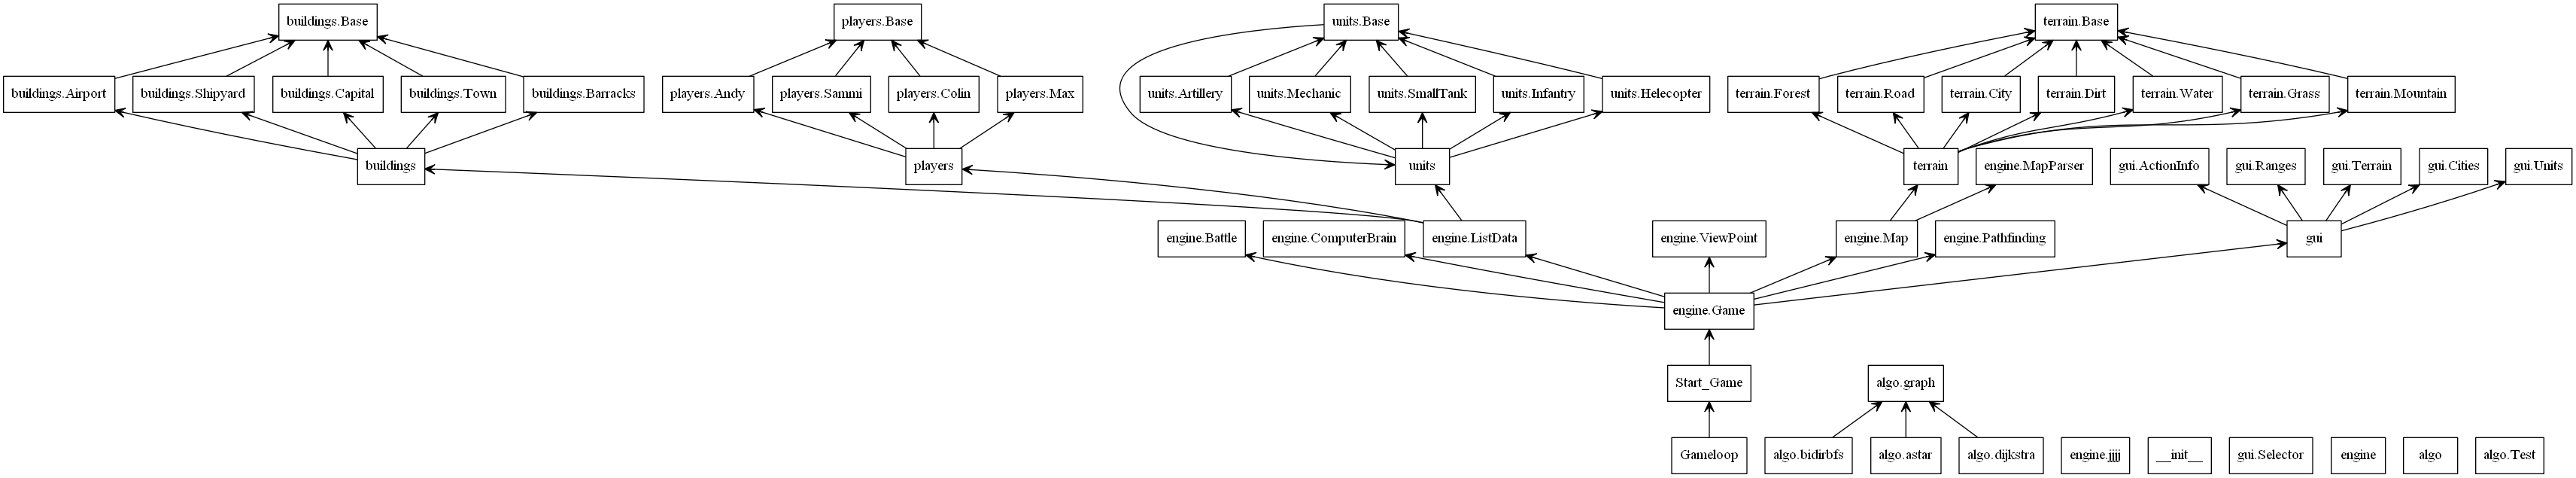 buildings.Base
players.Base
units.Base
terrain.Base
buildings.Airport
buildings.Shipyard
buildings.Capital
buildings.Town
buildings.Barracks
players.Andy
players.Sammi
players.Colin
players.Max
units.Artillery
units.Mechanic
units.SmallTank
units.Infantry
units.Helecopter
terrain.Forest
terrain.Road
terrain.City
terrain.Dirt
terrain.Water
terrain.Grass
terrain.Mountain
buildings
players
units
terrain
engine.MapParser
gui.ActionInfo
gui.Ranges
gui.Terrain
gui.Cities
gui.Units
engine.Battle
engine.ComputerBrain
engine.ListData
engine.ViewPoint
engine.Map
engine.Pathfinding
gui
engine.Game
Start_Game
algo.graph
Gameloop
algo.bidirbfs
algo.astar
algo.dijkstra
engine.jjjj
__init__
gui.Selector
engine
algo
algo.Test